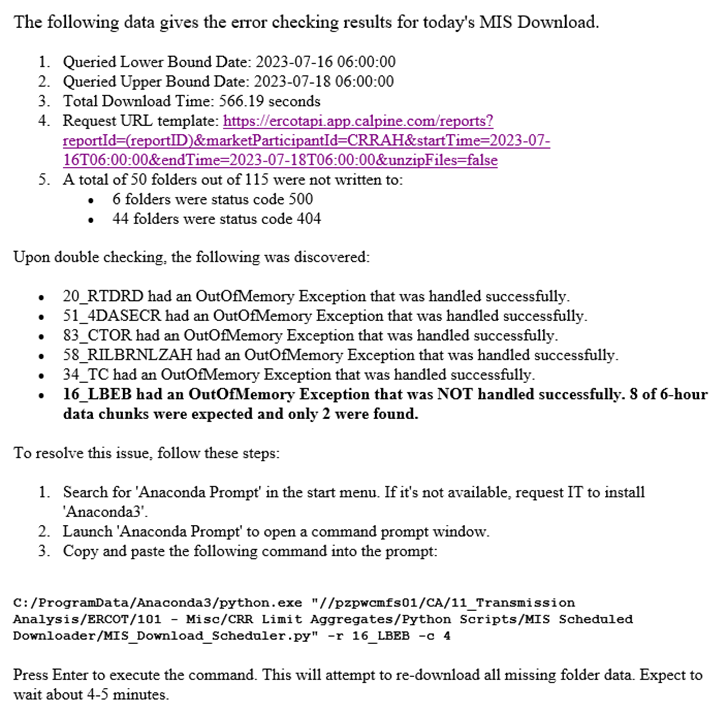 The following data gives the error checking results for today's MIS Download.
1. Queried Lower Bound Date: 2023-07-16 06:00:00
2. Queried Upper Bound Date: 2023-07-18 06:00:00
3. Total Download Time: 566.19 seconds
4. Request URL template: https://ercotapi.app.calpine.com/reports?
reportId=(reportID)&marketParticipantId=CRRAH&startTime=2023-07-
16T06:00:00&endTime=2023-07-18T06:00:00&unzipFiles=false
5. A total of 50 folders out of 115 were not written to:
• 6 folders were status code 500
• 44 folders were status code 404
Upon double checking, the following was discovered:
• 20_RTDRD had an OutOfMemory Exception that was handled successfully.
• 51_4DASECR had an OutOfMemory Exception that was handled successfully.
• 83_CTOR had an OutOfMemory Exception that was handled successfully.
• 58_RILBRNLZAH had an OutOfMemory Exception that was handled successfully.
• 34_TC had an OutOfMemory Exception that was handled successfully.
• 16_LBEB had an OutOfMemory Exception that was NOT handled successfully. 8 of 6-hour
data chunks were expected and only 2 were found.
To resolve this issue, follow these steps:
1. Search for 'Anaconda Prompt' in the start menu. If it's not available, request IT to install
'Anaconda3'.
2. Launch 'Anaconda Prompt' to open a command prompt window.
3. Copy and paste the following command into the prompt:
C:/ProgramData/Anaconda3/python.exe "//pzpwcmfs01/CA/11_Transmission
Analysis/ERCOT/101 - Misc/CRR Limit Aggregates/Python Scripts/MIS Scheduled
Downloader/MIS_Download_Scheduler.py" -r 16_LBEB -c 4
Press Enter to execute the command. This will attempt to re-download all missing folder data. Expect to
wait about 4-5 minutes.